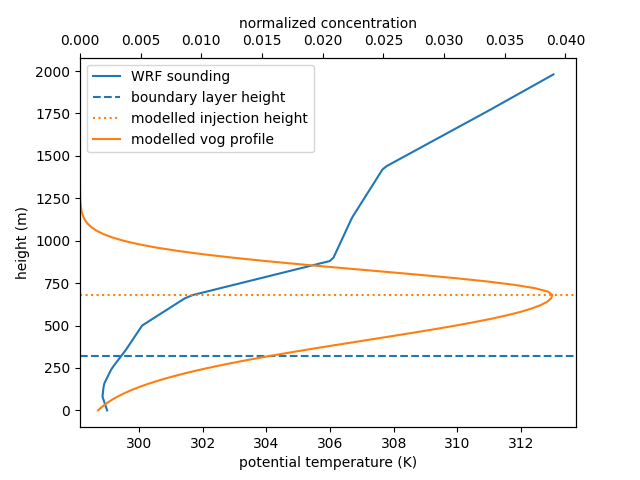 normalized concentration
0.000 0.005 0.010 0.015 0.020 0.025 0.030 0.035 0.040
WRF sounding
boundary layer height
modelled injection height
modelled vog profile
2000
1750
1500
1250
1000
750
500
250
0
height (m)
300 302 304 306 308 310 312
potential temperature (K)